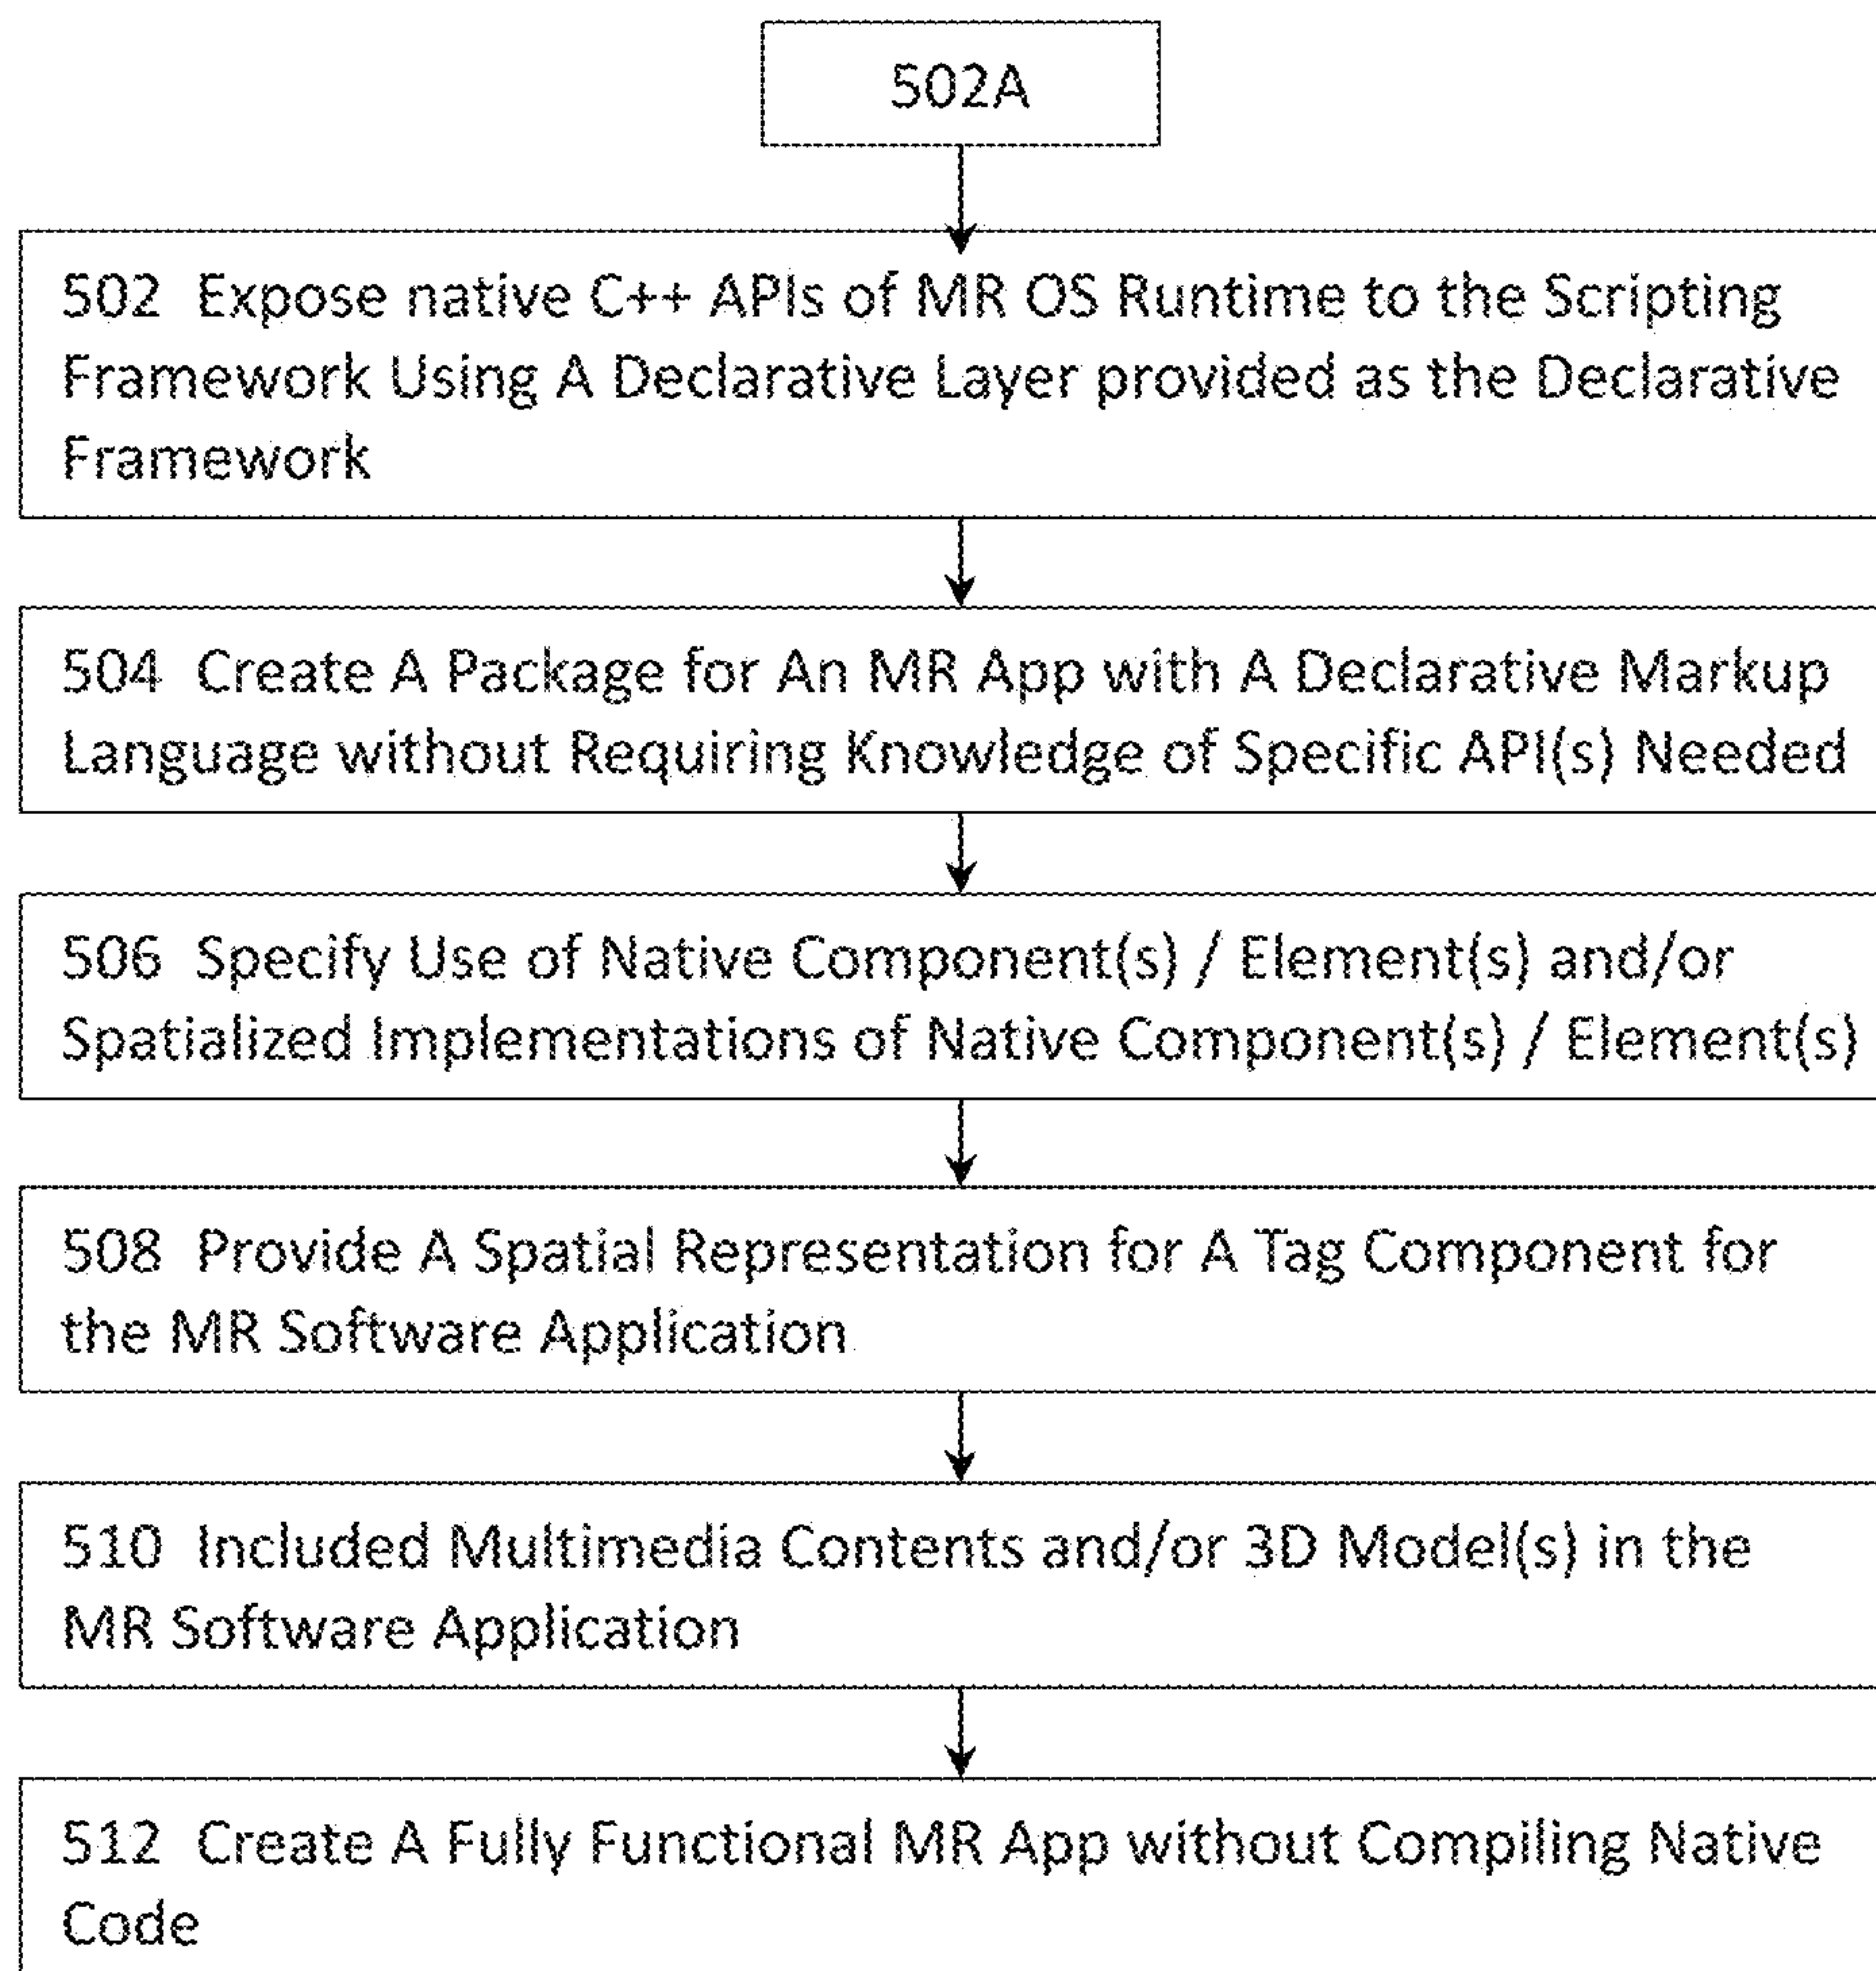 502A
502 Expose native C++ APIs of MR OS Runtime to the Scripting
Framework Using A Declarative Layer provided as the Declarative
Framework
504 Create A Package for An MR App with A Declarative Markup
Language without Requiring Knowledge of Specific API(s) Needed
506 Specify Use of Native Component(s) / Element(s) and/or
Spatialized Implementations of Native Component(s) / Element(s)
508 Provide A Spatial Representation for A Tag Component for
the MR Software Application
510 Included Multimedia Contents and/or 3D Model(s) in the
MR Software Application
512 Create A Fully Functional MR App without Compiling Native
Code